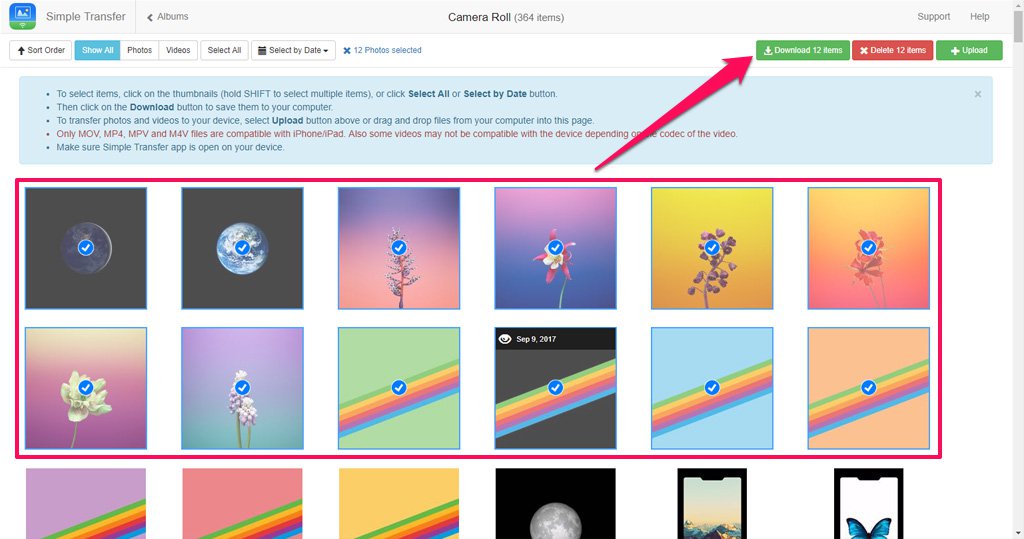 Simple Transfer
Albums
Camera Roll (364 items)
Support
Help
Sort Order
Show All
Photos
Videos
Select All
Select by Date
12 Photos selected
Download 12 items
Delete 12 items
Upload
To select items, click on the thumbnails (hold SHIFT to select multiple items), or click Select All or Select by Date button.
Then click on the Download button to save them to your computer.
To transfer photos and videos to your device, select Upload button above or drag and drop files from your computer into this page.
Only MOV, MP4, MPV and M4V files are compatible with iPhone/iPad. Also some videos may not be compatible with the device depending on the codec of the video.
Make sure Simple Transfer app is open on your device.
Sep 9, 2017